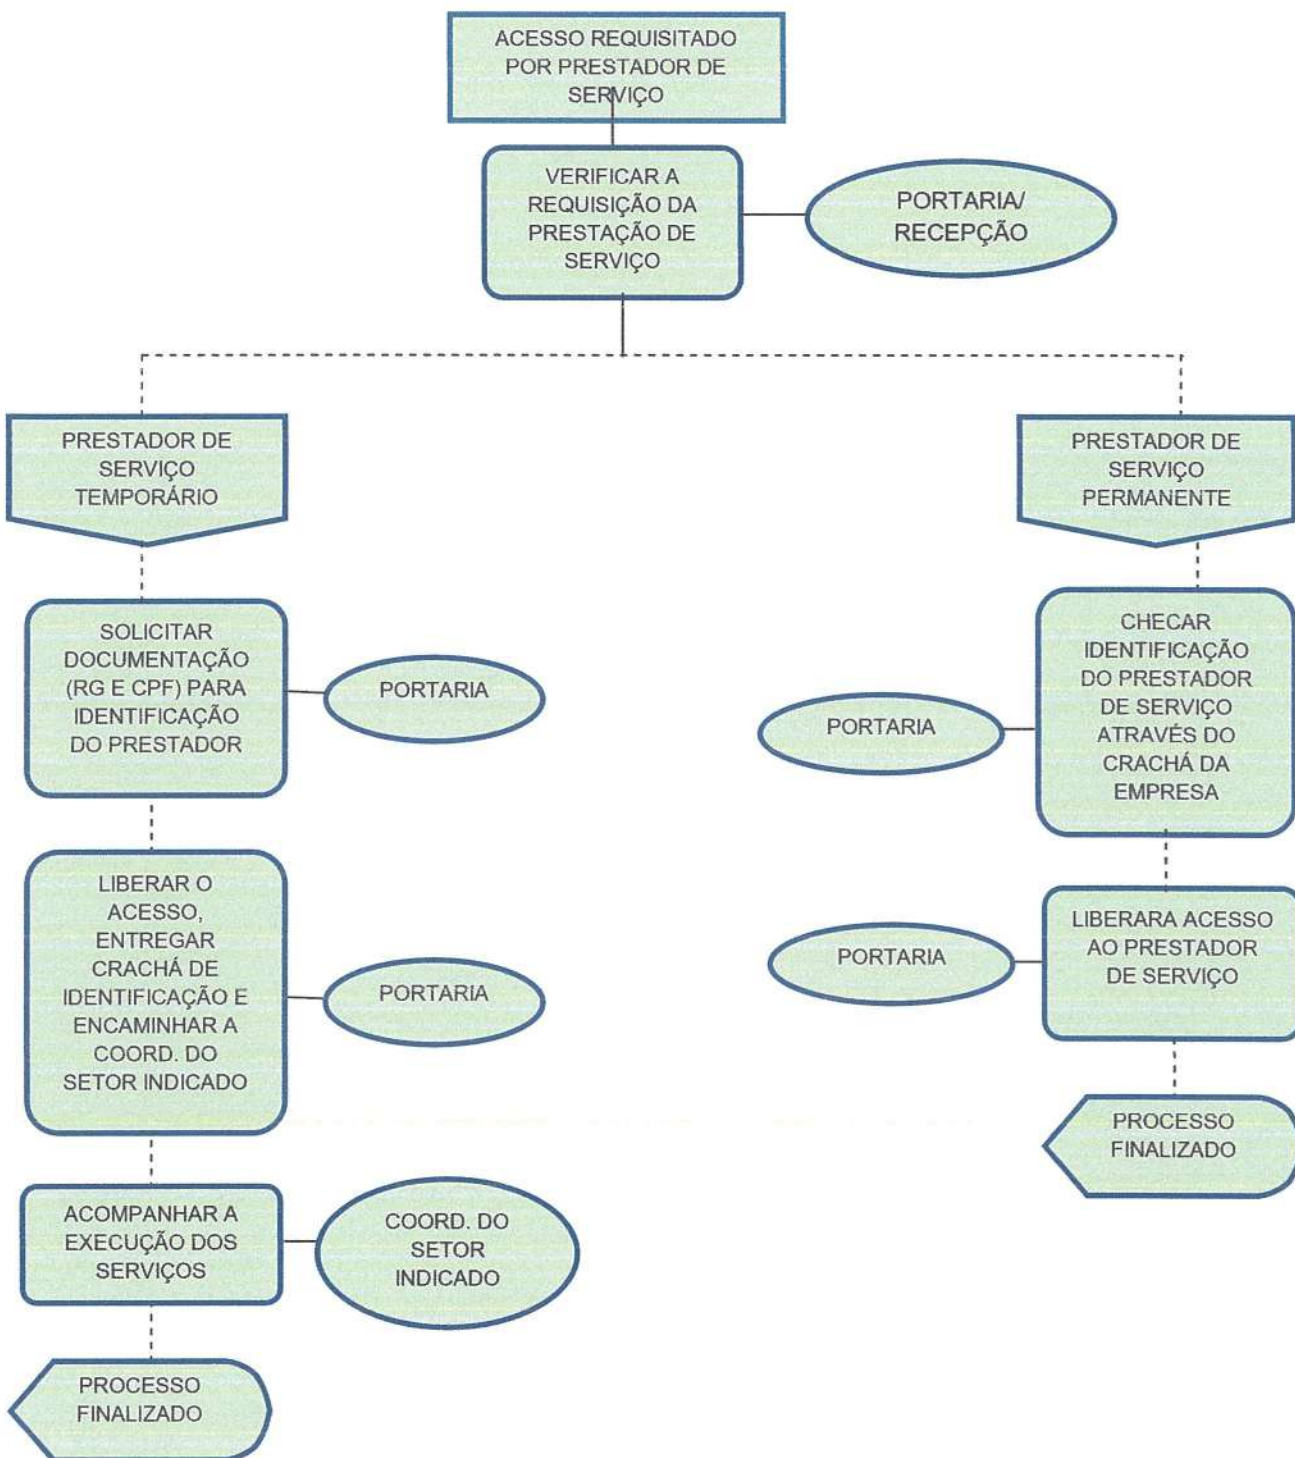 ACESSO REQUISITADO
POR PRESTADOR DE
SERVIÇO
VERIFICAR A
REQUISIÇÃO DA
PRESTAÇÃO DE
SERVIÇO
PORTARIA/
RECEPÇÃO
PRESTADOR DE
SERVIÇO
TEMPORÁRIO
SOLICITAR
DOCUMENTAÇÃO
(RG E CPF) PARA
IDENTIFICAÇÃO
DO PRESTADOR
PORTARIA
LIBERAR O
ACESSO,
ENTREGAR
CRACHÁ DE
IDENTIFICAÇÃO E
ENCAMINHAR A
COORD. DO
SETOR INDICADO
PORTARIA
ACOMPANHAR A
EXECUÇÃO DOS
SERVIÇOS
COORD. DO
SETOR
INDICADO
PROCESSO
FINALIZADO
PRESTADOR DE
SERVIÇO
PERMANENTE
CHECAR
IDENTIFICAÇÃO
DO PRESTADOR
DE SERVIÇO
ATRAVÉS DO
CRACHÁ DA
EMPRESA
PORTARIA
LIBERARA ACESSO
AO PRESTADOR
DE SERVIÇO
PORTARIA
PROCESSO
FINALIZADO